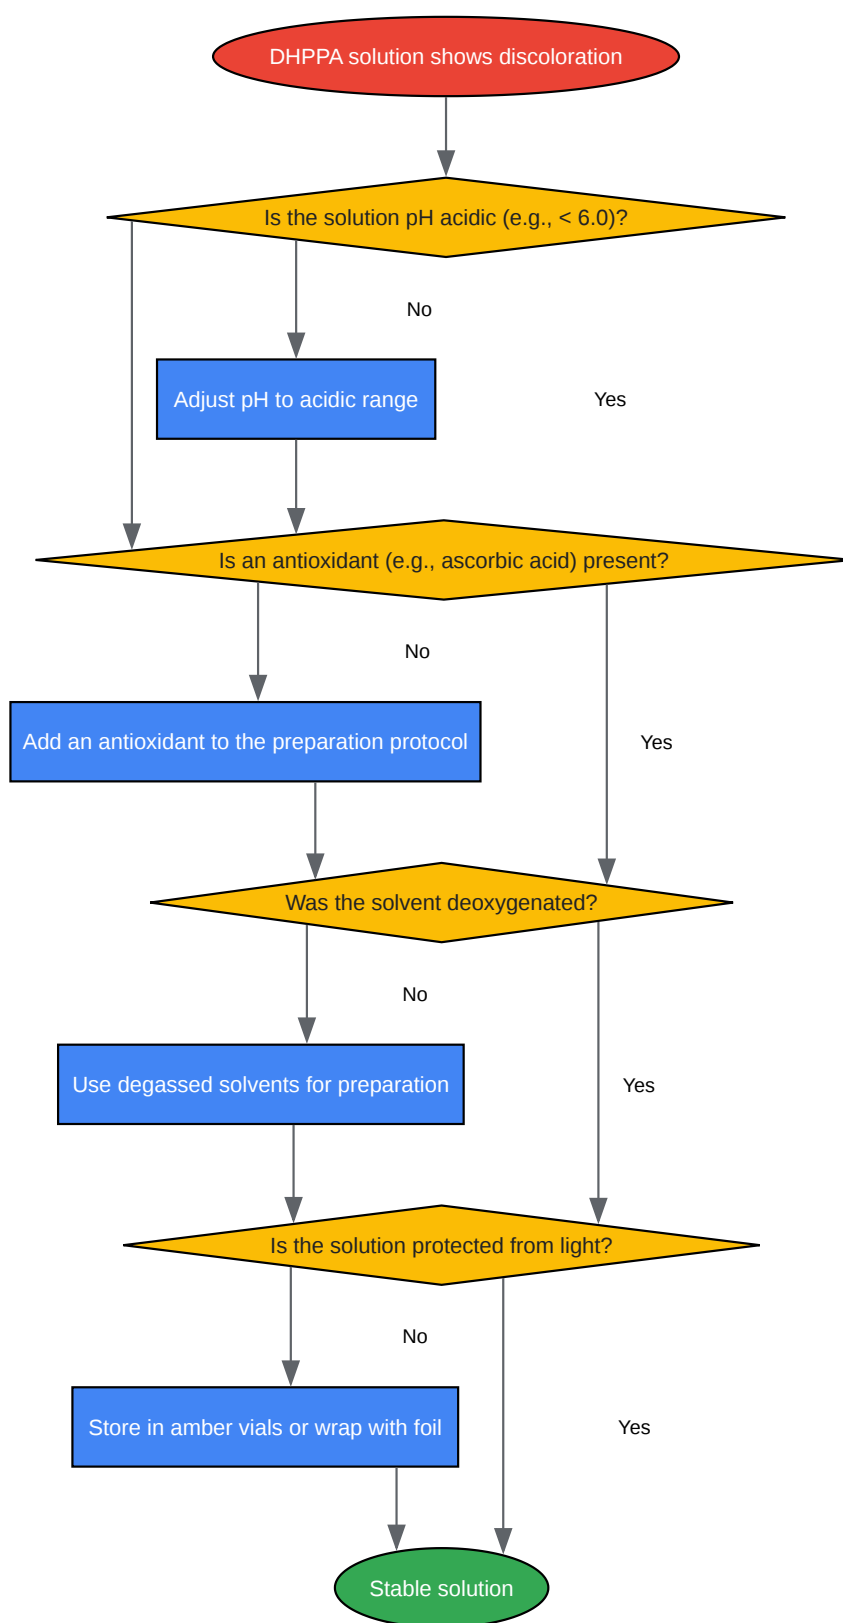 DHPPA solution shows discoloration
Is the solution pH acidic (e.g., < 6.0)?
No
Adjust pH to acidic range
Yes
Is an antioxidant (e.g., ascorbic acid) present?
No
Add an antioxidant to the preparation protocol
Yes
Was the solvent deoxygenated?
No
Use degassed solvents for preparation
Yes
Is the solution protected from light?
No
Store in amber vials or wrap with foil
Yes
Stable solution